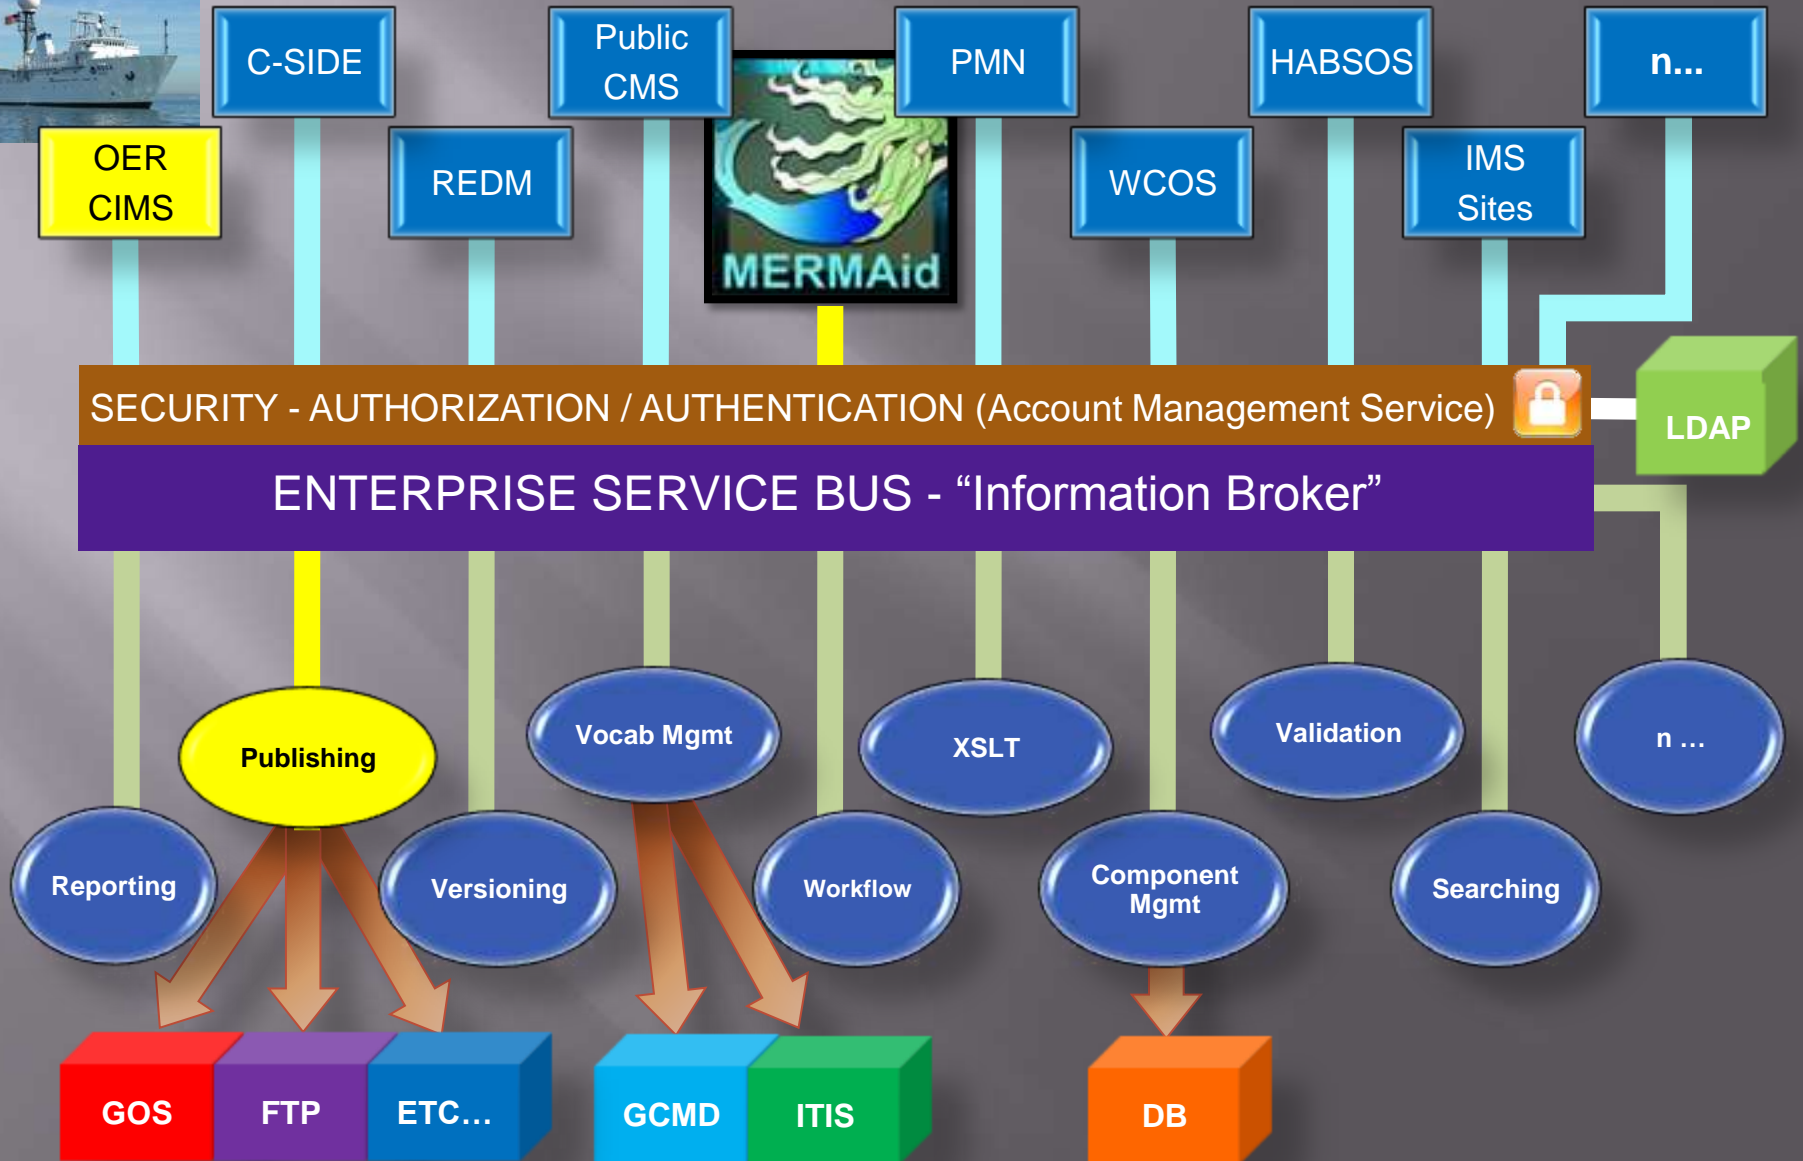 C-SIDE
Public
CMS
PMN
HABSOS
n...
OER
CIMS
REDM
MERMAid
WCOS
IMS
Sites
SECURITY - AUTHORIZATION / AUTHENTICATION (Account Management Service)
LDAP
ENTERPRISE SERVICE BUS - “Information Broker”
Publishing
Vocab Mgmt
XSLT
Validation
n …
Reporting
Versioning
Workflow
Component
Mgmt
Searching
GOS
FTP
ETC…
GCMD
ITIS
DB